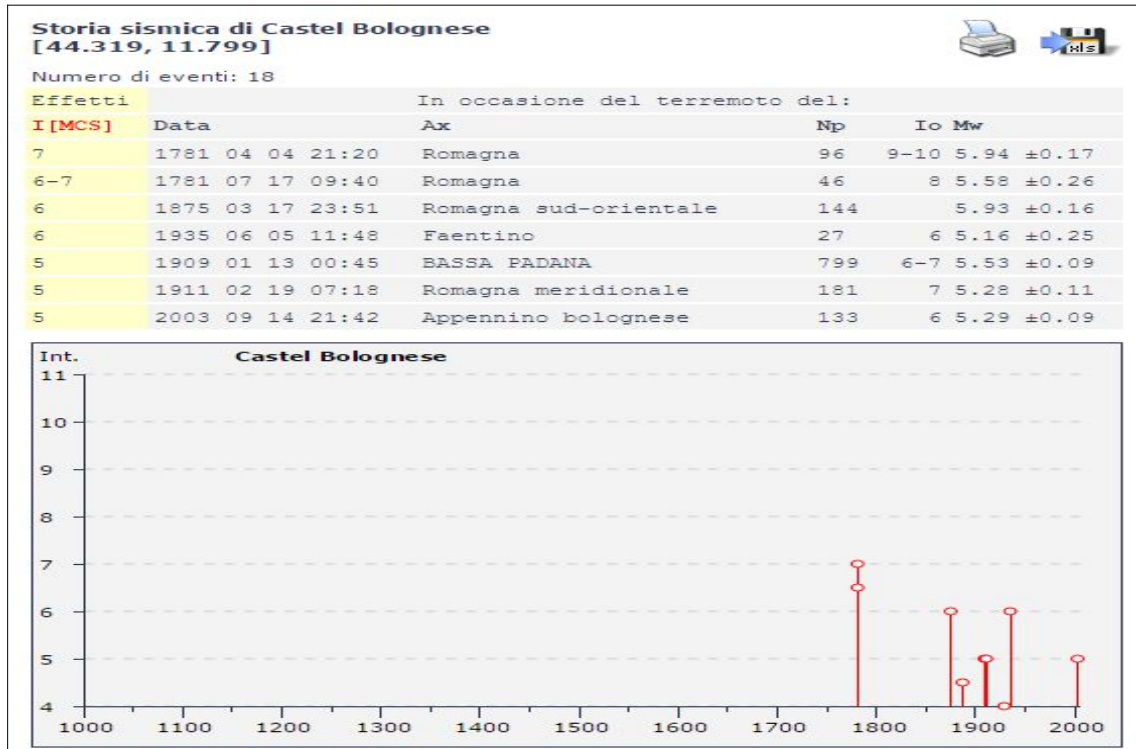 Storia sismica di Castel Bolognese
[44.319, 11.799]
xls
Numero di eventi: 18
Effetti In occasione del terremoto del:
I[MCS] Data Ax Np Io Mw
7 1781 04 04 21:20 Romagna 96 9-10 5.94 ±0.17
6-7 1781 07 17 09:40 Romagna 46 8 5.58 ±0.26
6 1875 03 17 23:51 Romagna sud-orientale 144 5.93 ±0.16
6 1935 06 05 11:48 Faentino 27 6 5.16 ±0.25
5 1909 01 13 00:45 BASSA PADANA 799 6-7 5.53 ±0.09
5 1911 02 19 07:18 Romagna meridionale 181 7 5.28 ±0.11
5 2003 09 14 21:42 Appennino bolognese 133 6 5.29 ±0.09
Int. Castel Bolognese
11
10
9
8
7
6
5
4
1000 1100 1200 1300 1400 1500 1600 1700 1800 1900 2000